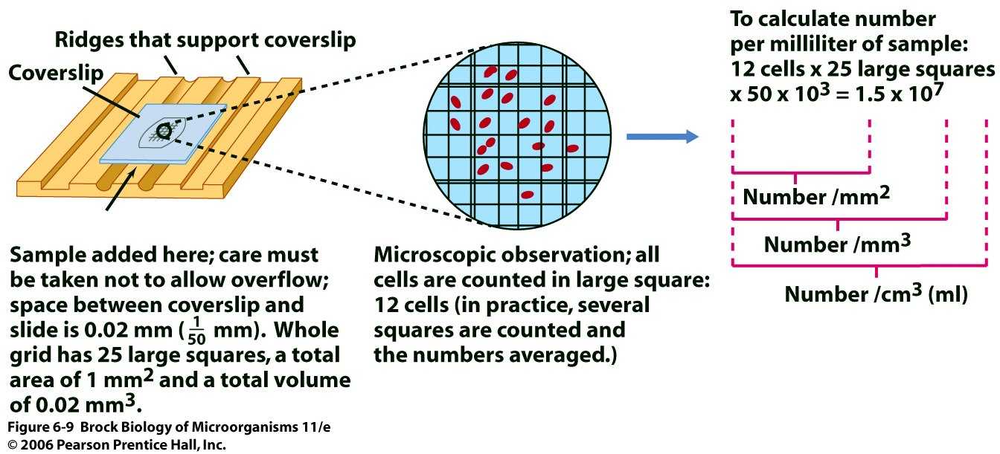 Ridges that support coverslip
Coverslip
Sample added here; care must
be taken not to allow overflow;
space between coverslip and
slide is 0.02 mm (1/50 mm). Whole
grid has 25 large squares, a total
area of 1 mm² and a total volume
of 0.02 mm³.
Microscopic observation; all
cells are counted in large square:
12 cells (in practice, several
squares are counted and
the numbers averaged.)
To calculate number
per milliliter of sample:
12 cells x 25 large squares
x 50 x 10³ = 1.5 x 10⁷
Number /mm²
Number /mm³
Number /cm³ (ml)
Figure 6-9 Brock Biology of Microorganisms 11/e
© 2006 Pearson Prentice Hall, Inc.